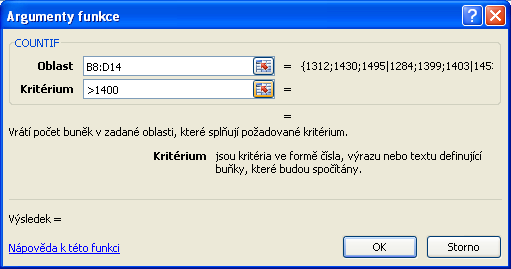 Argumenty funkce
COUNTIF
Oblast B8:D14 = {1312;1430;1495|1284;1399;1403|145
Kritérium >1400 =
=
Vrátí počet buněk v zadané oblasti, které splňují požadované kritérium.
Kritérium jsou kritéria ve formě čísla, výrazu nebo textu definující
buňky, které budou spočítány.
Výsledek =
Nápověda k této funkci OK Storno